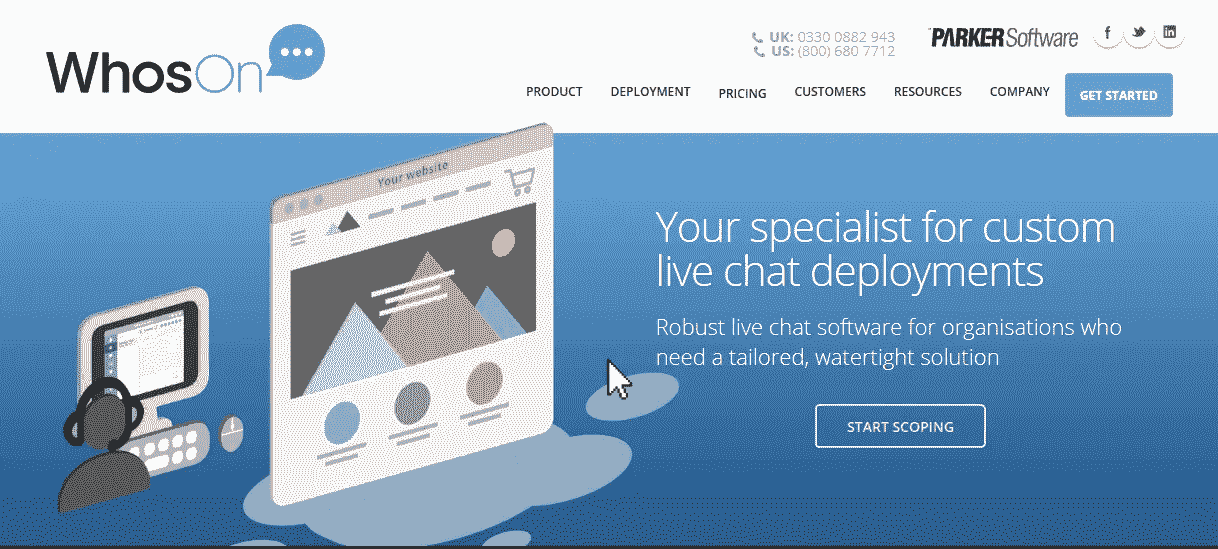 WhosOn
UK: 0330 0882 943
US: (800) 680 7712
PARKER Software
PRODUCT
DEPLOYMENT
PRICING
CUSTOMERS
RESOURCES
COMPANY
GET STARTED
Your website
Your specialist for custom
live chat deployments
Robust live chat software for organisations who
need a tailored, watertight solution
START SCOPING